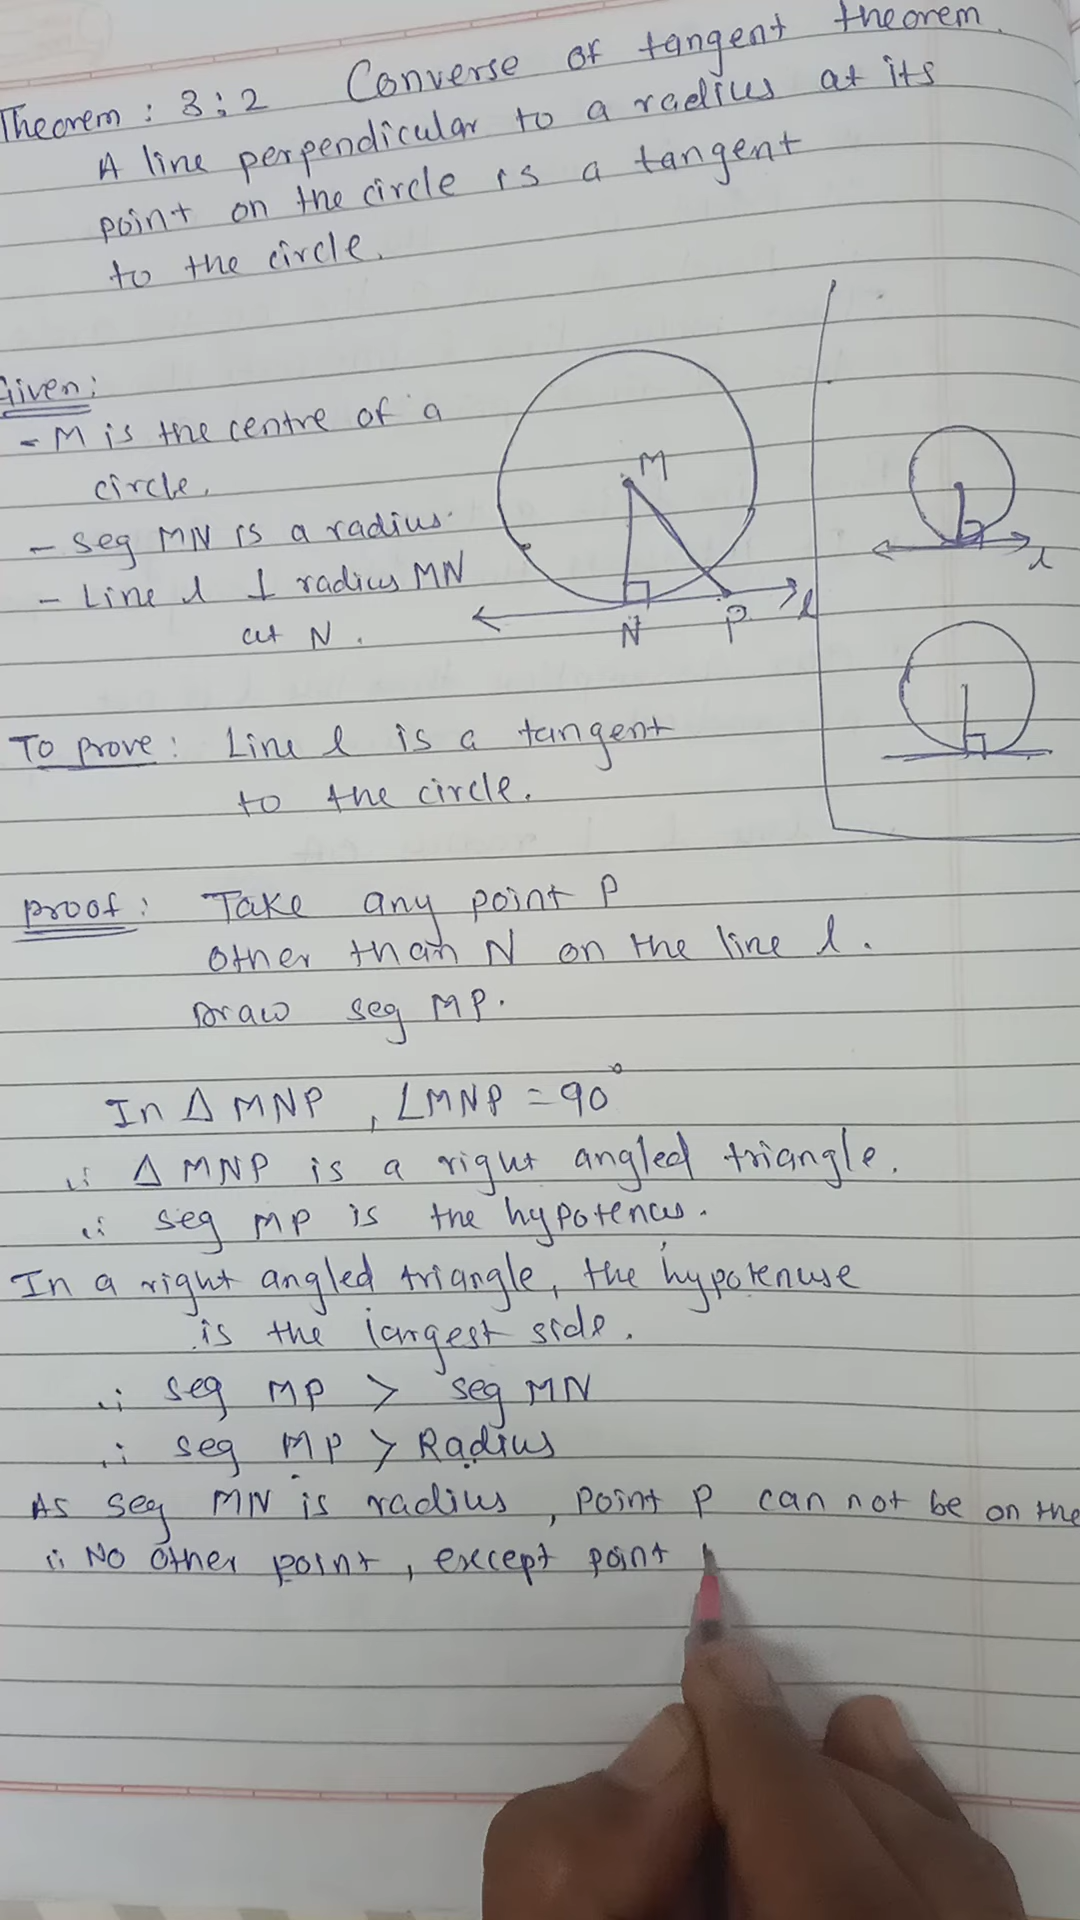 Converse of tangent theorem.
Theorem : 3:2
A line perpendicular to a radius at its
point on the circle is a tangent
to the circle.
Given:
- M is the centre of a
circle.
- seg MN is a radius.
- Line l ⊥ radius MN
at N.
M
N
P
l
l
To prove: Line l is a tangent
to the circle.
proof: Take any point P
other than N on the line l.
Draw seg MP.
In △ MNP, ∠MNP = 90°
∴ △ MNP is a right angled triangle.
∴ seg MP is the hypotenus.
In a right angled triangle, the hypotenuse
is the largest side.
∴ seg MP > seg MN
∴ seg MP > Radius
As seg MN is radius, point P can not be on the
∴ No other point, except point